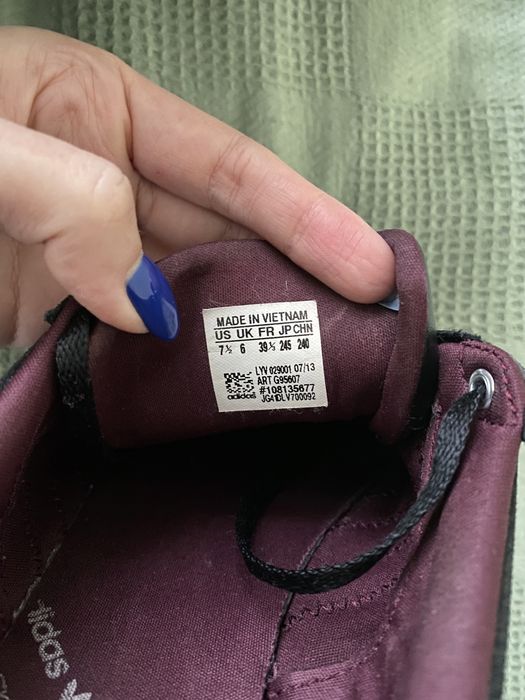 MADE IN VIETNAM
US UK FR JP CHN
7½ 6 39⅓ 245 240
LYV 029001 07/13
ART G95607
#108135677
adidas JG41DLV700092
adidas